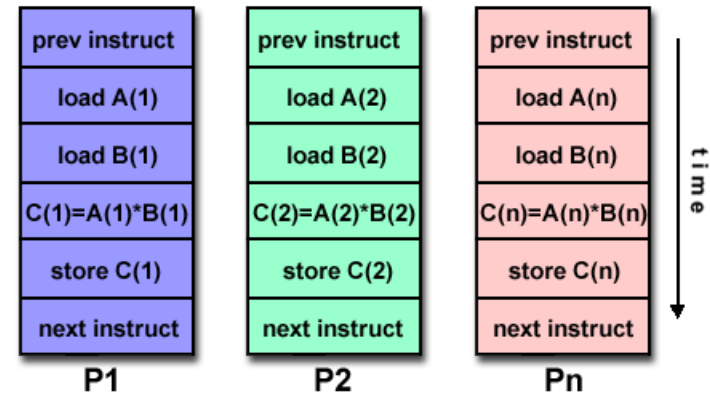 prev instruct
load A(1)
load B(1)
C(1)=A(1)*B(1)
store C(1)
next instruct
P1
prev instruct
load A(2)
load B(2)
C(2)=A(2)*B(2)
store C(2)
next instruct
P2
prev instruct
load A(n)
load B(n)
C(n)=A(n)*B(n)
store C(n)
next instruct
Pn
time